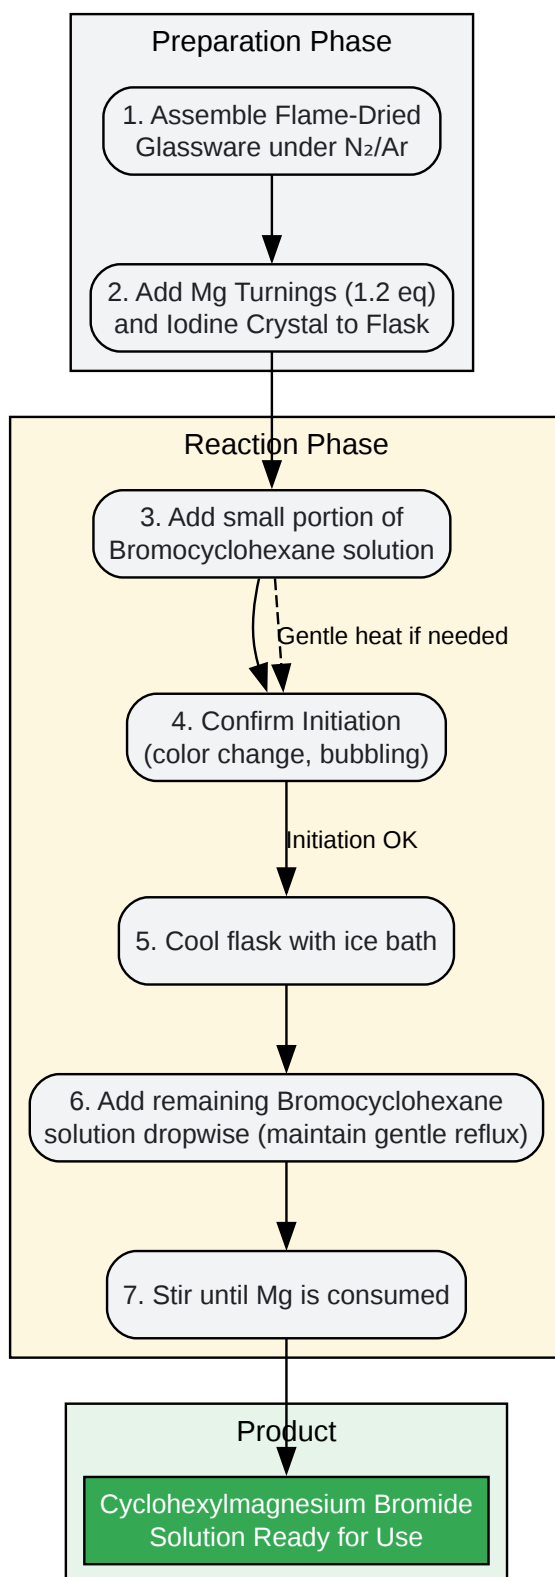 Preparation Phase
1. Assemble Flame-Dried
Glassware under N₂/Ar
2. Add Mg Turnings (1.2 eq)
and Iodine Crystal to Flask
Reaction Phase
3. Add small portion of
Bromocyclohexane solution
Gentle heat if needed
4. Confirm Initiation
(color change, bubbling)
Initiation OK
5. Cool flask with ice bath
6. Add remaining Bromocyclohexane
solution dropwise (maintain gentle reflux)
7. Stir until Mg is consumed
Product
Cyclohexylmagnesium Bromide
Solution Ready for Use